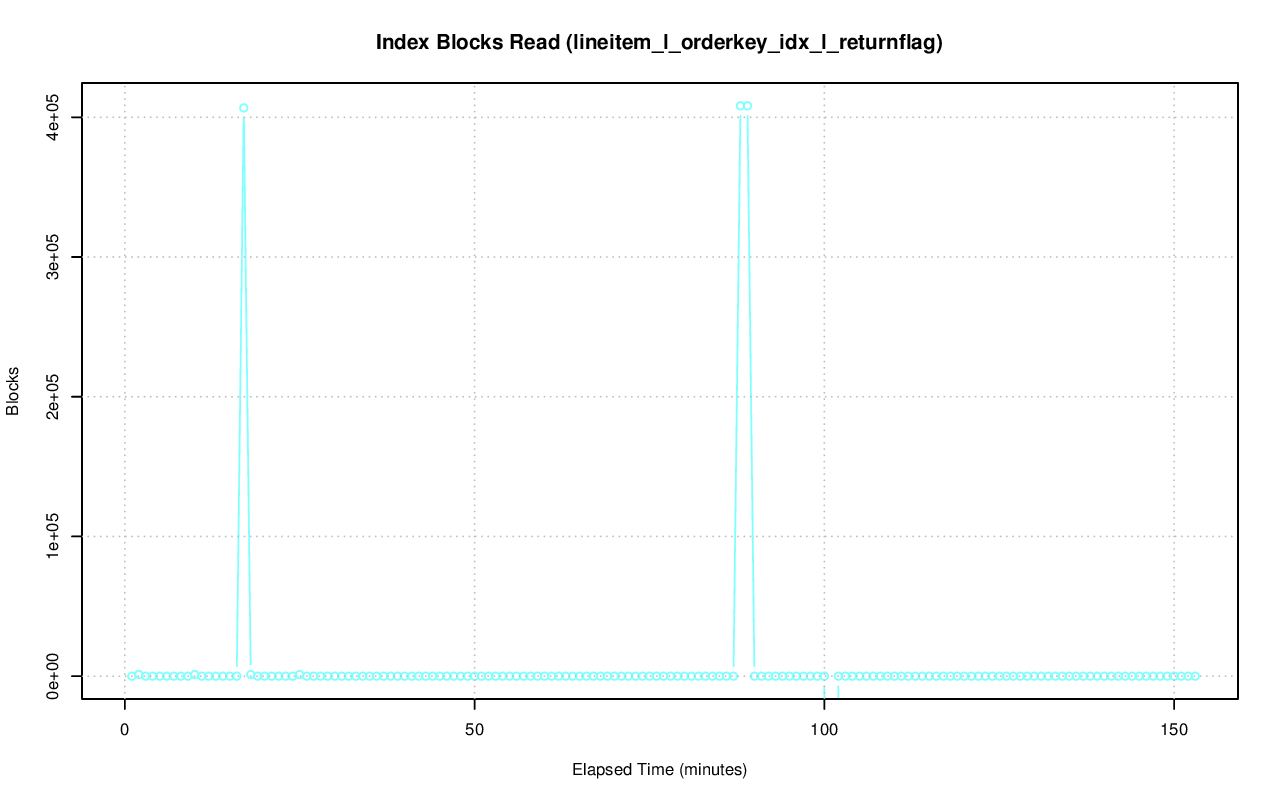 Index Blocks Read (lineitem_l_orderkey_idx_l_returnflag)
4e+05
3e+05
2e+05
1e+05
0e+00
Blocks
0 50 100 150
Elapsed Time (minutes)